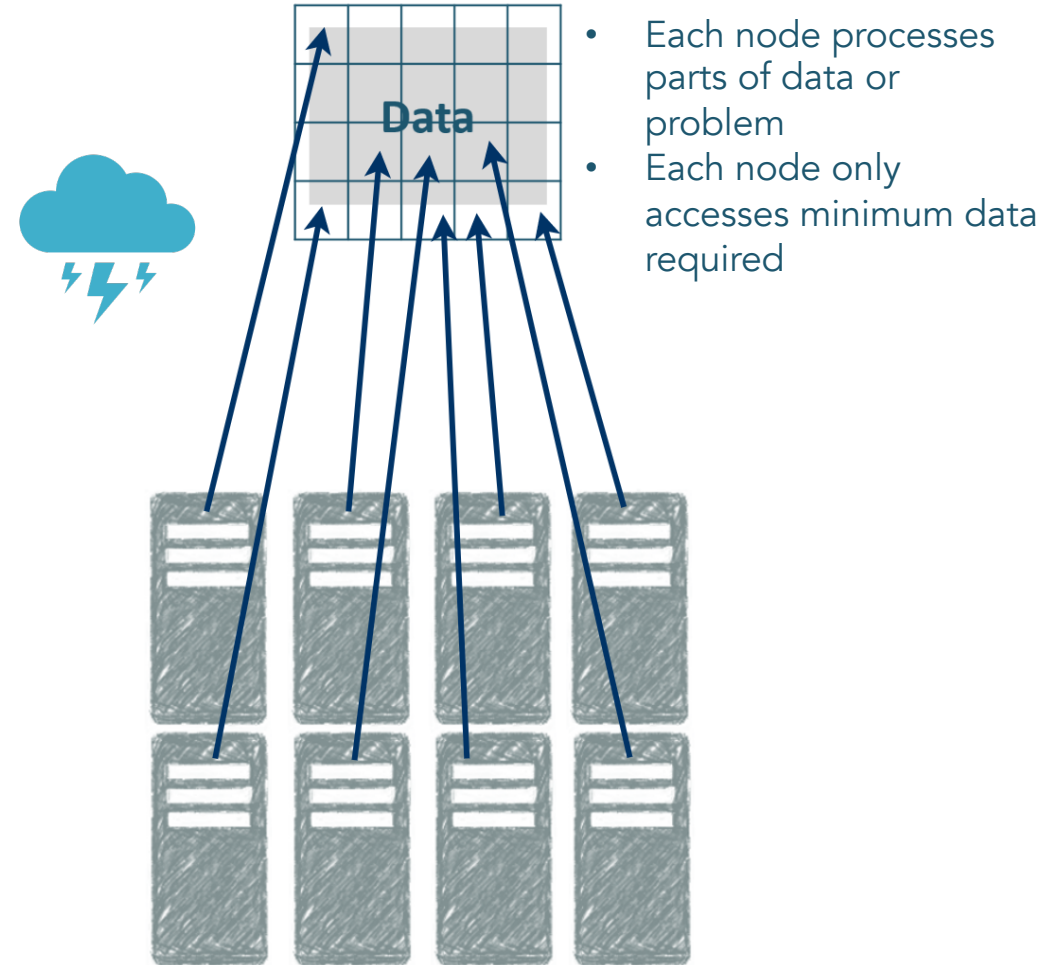 Data
• Each node processes
parts of data or
problem
• Each node only
accesses minimum data
required